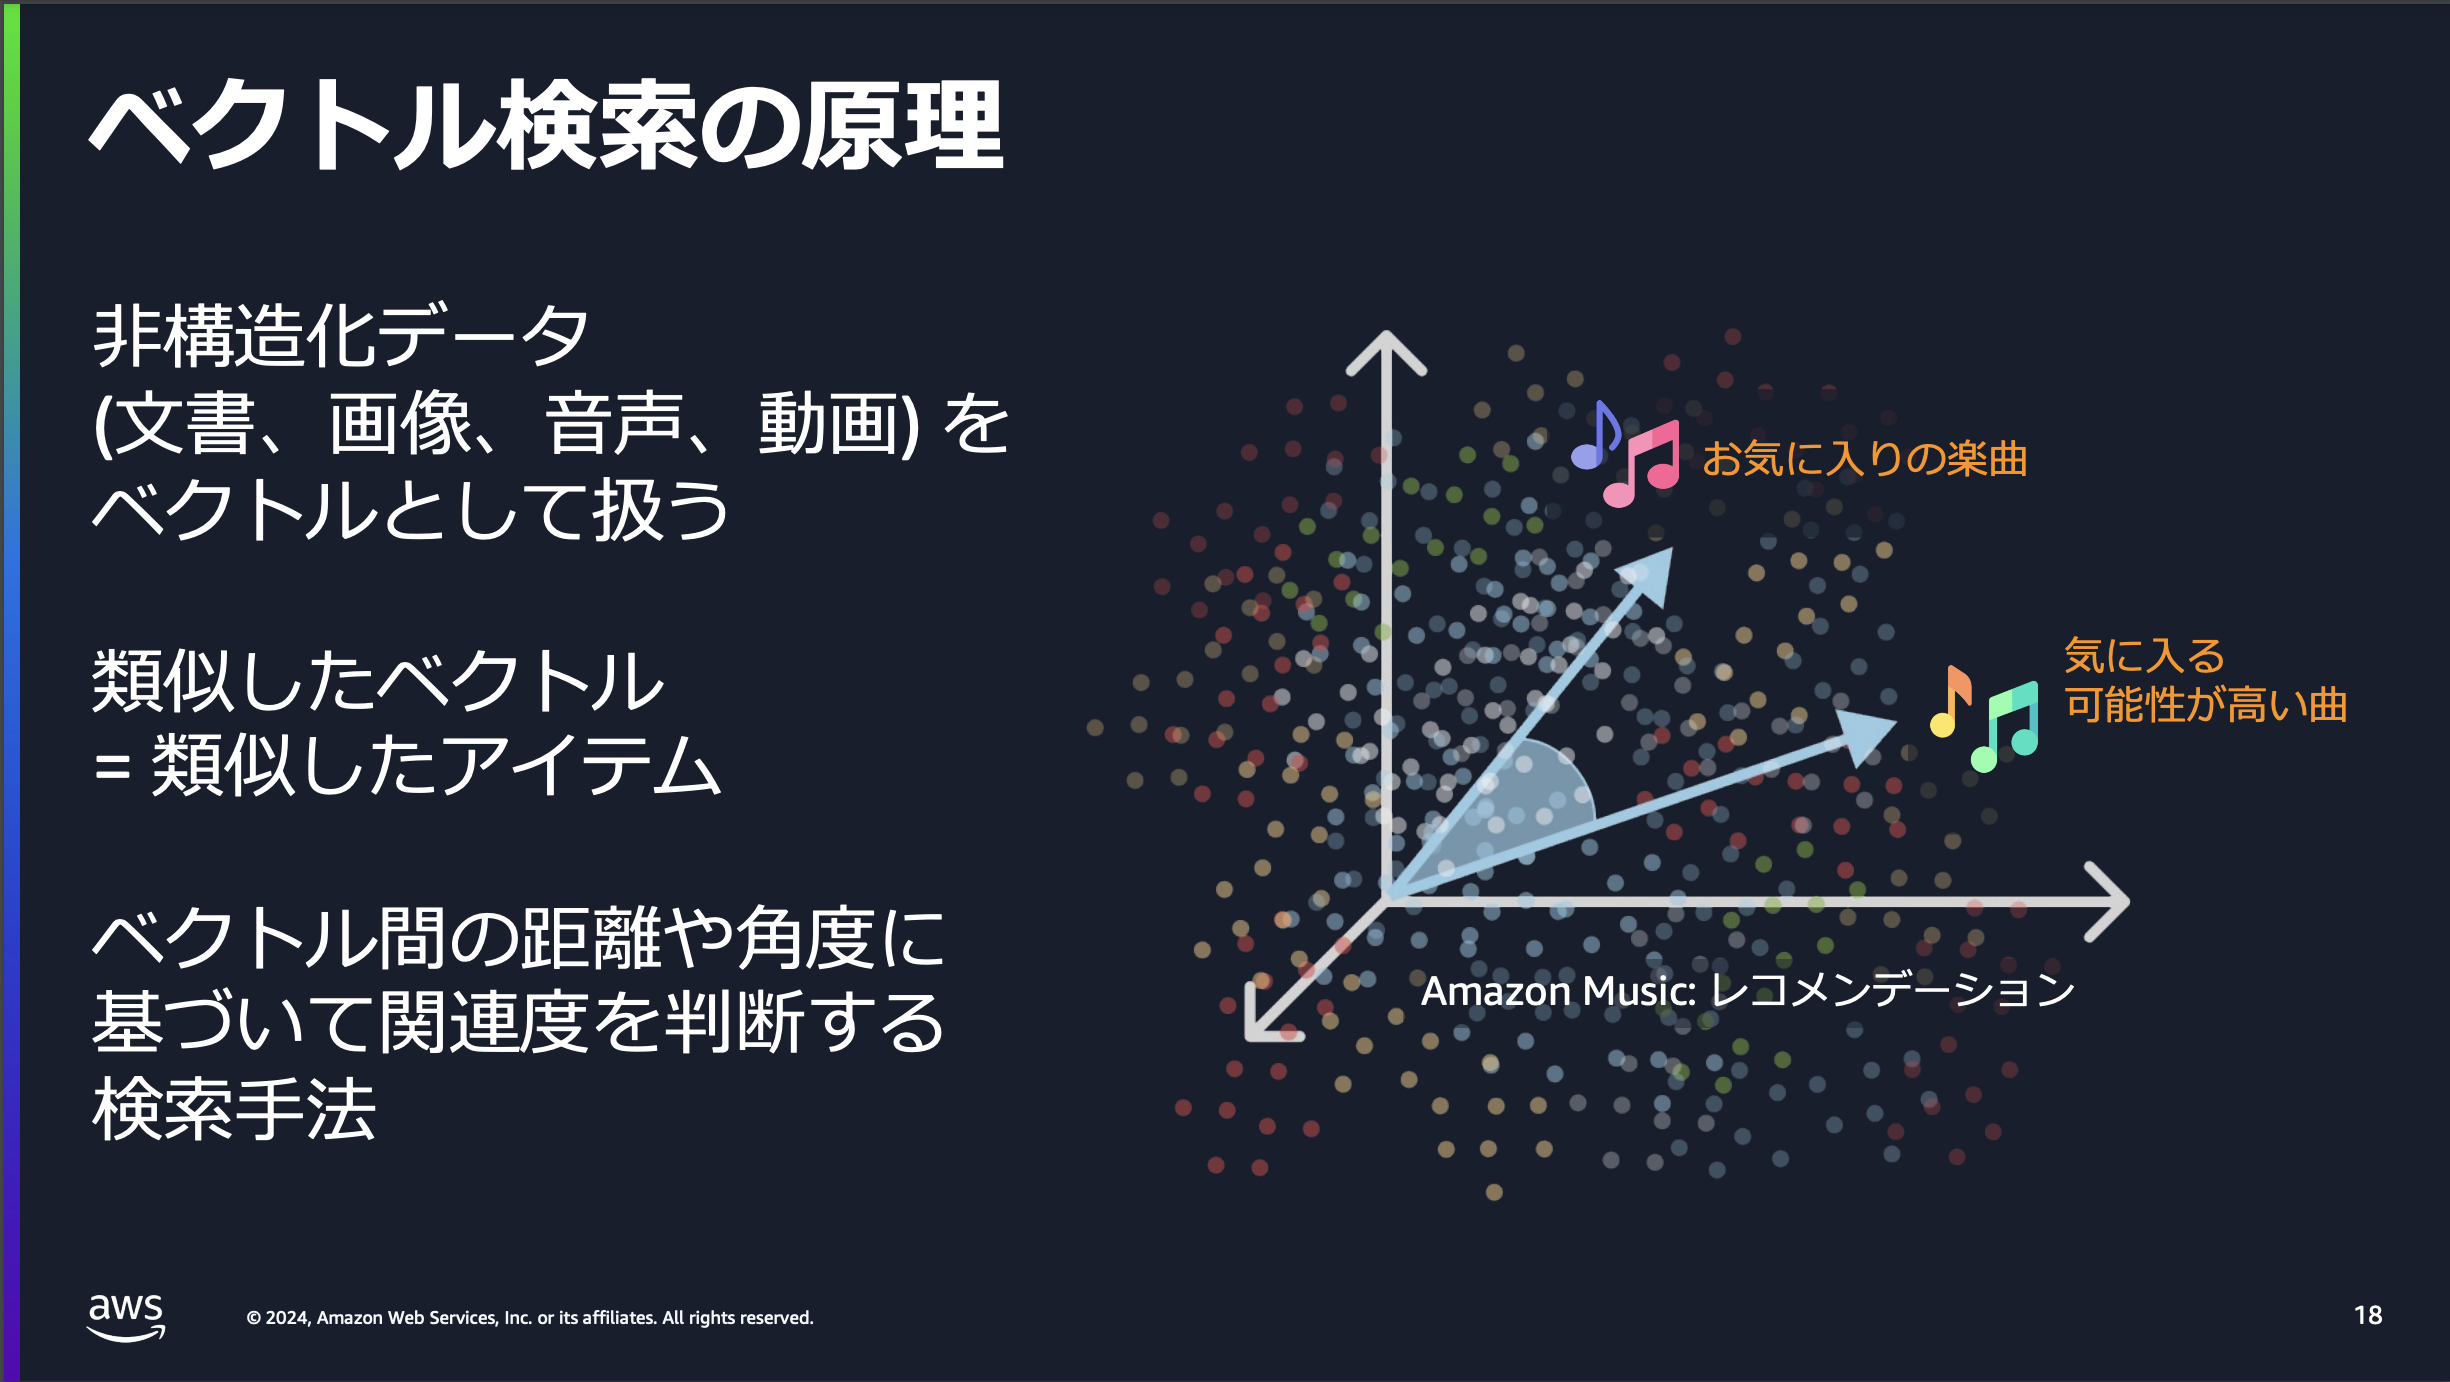 ベクトル検索の原理
非構造化データ
(文書、画像、音声、動画) を
ベクトルとして扱う
類似したベクトル
= 類似したアイテム
ベクトル間の距離や角度に
基づいて関連度を判断する
検索手法
お気に入りの楽曲
気に入る
可能性が高い曲
Amazon Music: レコメンデーション
aws
© 2024, Amazon Web Services, Inc. or its affiliates. All rights reserved.
18